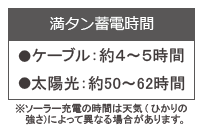 満タン蓄電時間
●ケーブル：約4～5時間
●太陽光：約50～62時間
※ソーラー充電の時間は天気（ひかりの
強さ)によって異なる場合があります。